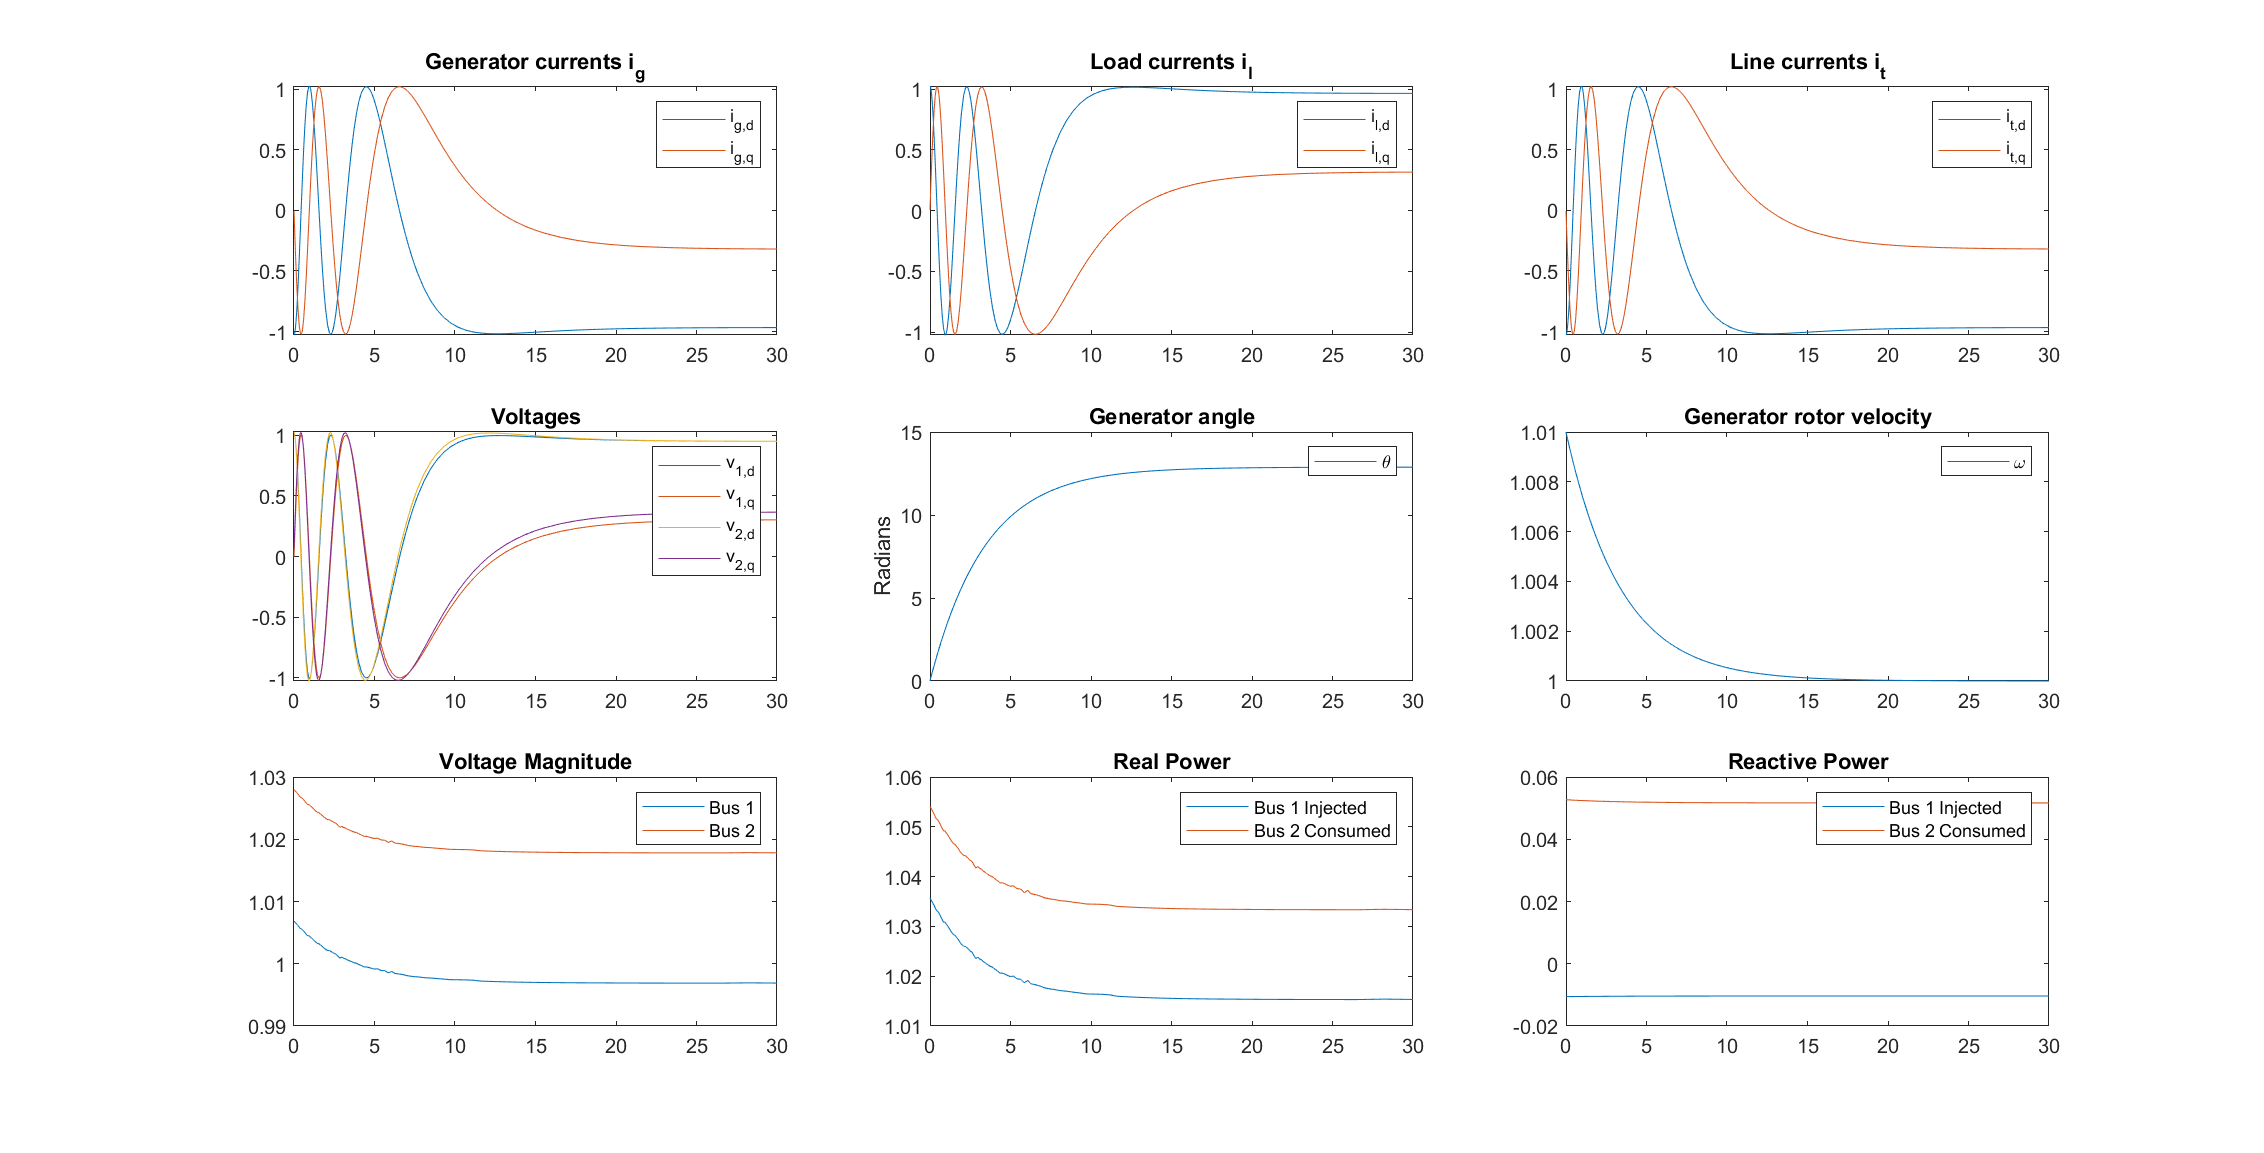 Generator currents i_g
1
0.5
0
-0.5
-1
0 5 10 15 20 25 30
i_g,d
i_g,q
Load currents i_l
1
0.5
0
-0.5
-1
0 5 10 15 20 25 30
i_l,d
i_l,q
Line currents i_t
1
0.5
0
-0.5
-1
0 5 10 15 20 25 30
i_t,d
i_t,q
Voltages
1
0.5
0
-0.5
-1
0 5 10 15 20 25 30
v_1,d
v_1,q
v_2,d
v_2,q
Generator angle
Radians
15
10
5
0
0 5 10 15 20 25 30
θ
Generator rotor velocity
1.01
1.008
1.006
1.004
1.002
1
0 5 10 15 20 25 30
ω
Voltage Magnitude
1.03
1.02
1.01
1
0.99
0 5 10 15 20 25 30
Bus 1
Bus 2
Real Power
1.06
1.05
1.04
1.03
1.02
1.01
0 5 10 15 20 25 30
Bus 1 Injected
Bus 2 Consumed
Reactive Power
0.06
0.04
0.02
0
-0.02
0 5 10 15 20 25 30
Bus 1 Injected
Bus 2 Consumed